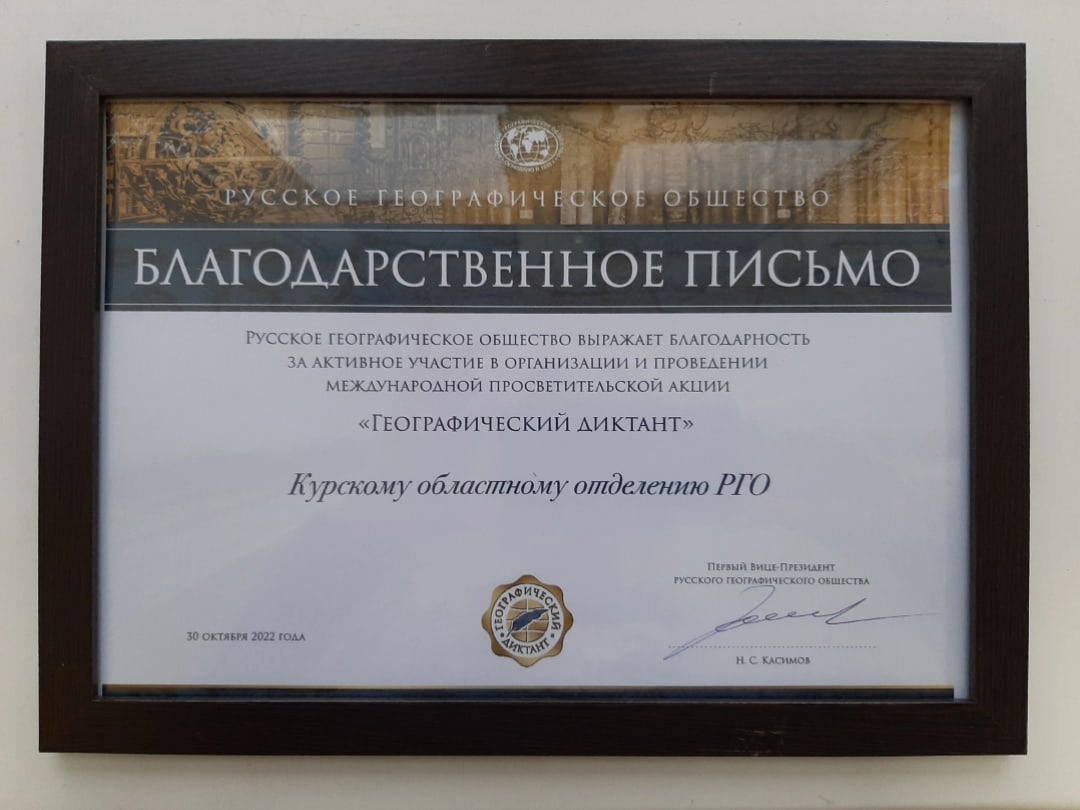 РУССКОЕ ГЕОГРАФИЧЕСКОЕ ОБЩЕСТВО
БЛАГОДАРСТВЕННОЕ ПИСЬМО
РУССКОЕ ГЕОГРАФИЧЕСКОЕ ОБЩЕСТВО ВЫРАЖАЕТ БЛАГОДАРНОСТЬ
ЗА АКТИВНОЕ УЧАСТИЕ В ОРГАНИЗАЦИИ И ПРОВЕДЕНИИ
МЕЖДУНАРОДНОЙ ПРОСВЕТИТЕЛЬСКОЙ АКЦИИ
«ГЕОГРАФИЧЕСКИЙ ДИКТАНТ»
Курскому областному отделению РГО
ПЕРВЫЙ ВИЦЕ-ПРЕЗИДЕНТ
РУССКОГО ГЕОГРАФИЧЕСКОГО ОБЩЕСТВА
ГЕОГРАФИЧЕСКИЙ
ДИКТАНТ
30 ОКТЯБРЯ 2022 ГОДА
Н. С. КАСИМОВ